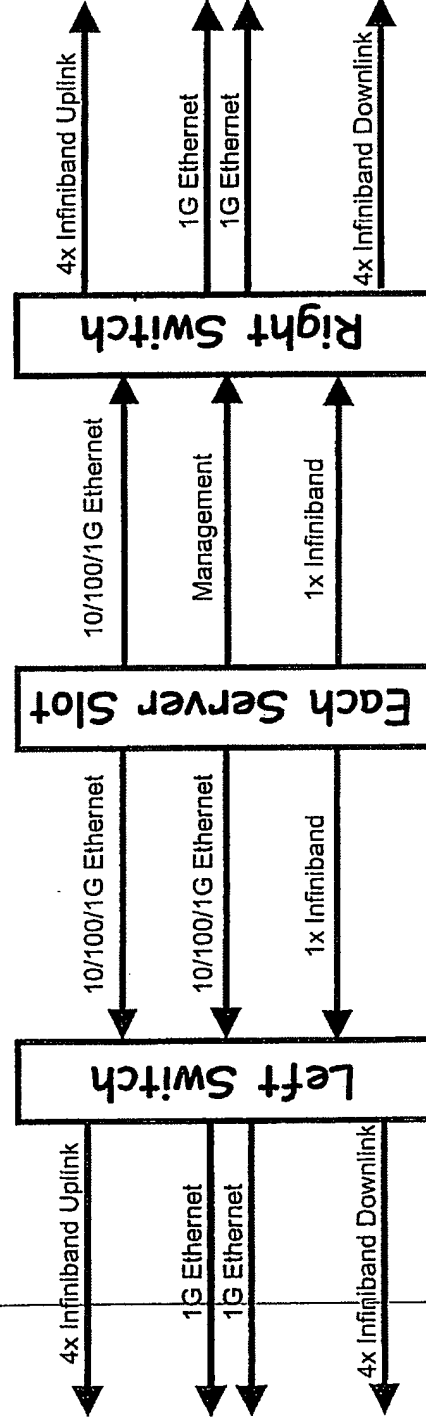 4x Infiniband Uplink
1G Ethernet
1G Ethernet
4x Infiniband Downlink
Right Switch
10/100/1G Ethernet
Management
1x Infiniband
Each Server Slot
10/100/1G Ethernet
10/100/1G Ethernet
1x Infiniband
Left Switch
4x Infiniband Uplink
1G Ethernet
1G Ethernet
4x Infiniband Downlink